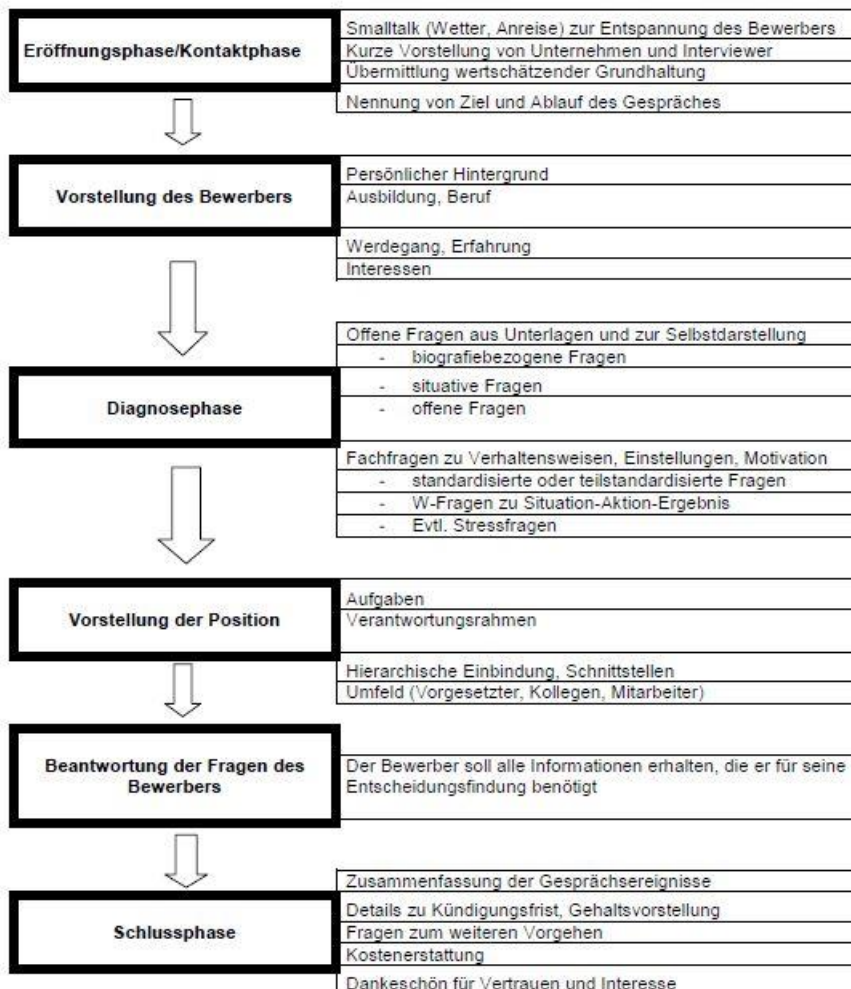 Eröffnungsphase/Kontaktphase
Smalltalk (Wetter, Anreise) zur Entspannung des Bewerbers
Kurze Vorstellung von Unternehmen und Interviewer
Übermittlung wertschätzender Grundhaltung
Nennung von Ziel und Ablauf des Gespräches
Vorstellung des Bewerbers
Persönlicher Hintergrund
Ausbildung, Beruf
Werdegang, Erfahrung
Interessen
Diagnosephase
Offene Fragen aus Unterlagen und zur Selbstdarstellung
- biografiebezogene Fragen
- situative Fragen
- offene Fragen
Fachfragen zu Verhaltensweisen, Einstellungen, Motivation
- standardisierte oder teilstandardisierte Fragen
- W-Fragen zu Situation-Aktion-Ergebnis
- Evtl. Stressfragen
Vorstellung der Position
Aufgaben
Verantwortungsrahmen
Hierarchische Einbindung, Schnittstellen
Umfeld (Vorgesetzter, Kollegen, Mitarbeiter)
Beantwortung der Fragen des
Bewerbers
Der Bewerber soll alle Informationen erhalten, die er für seine
Entscheidungsfindung benötigt
Schlussphase
Zusammenfassung der Gesprächsereignisse
Details zu Kündigungsfrist, Gehaltsvorstellung
Fragen zum weiteren Vorgehen
Kostenerstattung
Dankeschön für Vertrauen und Interesse